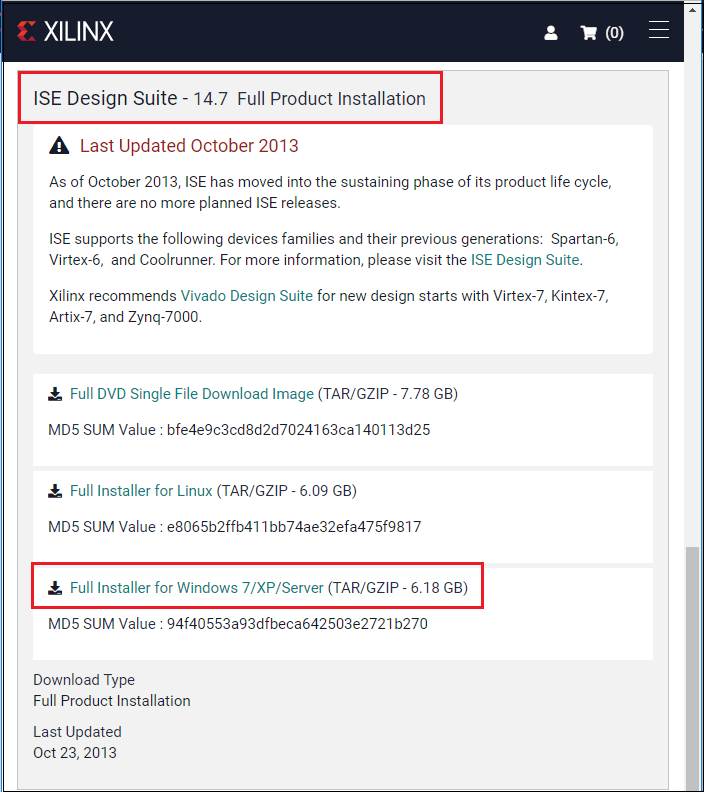 XILINX
(0)
ISE Design Suite - 14.7 Full Product Installation
Last Updated October 2013
As of October 2013, ISE has moved into the sustaining phase of its product life cycle,
and there are no more planned ISE releases.
ISE supports the following devices families and their previous generations: Spartan-6,
Virtex-6, and Coolrunner. For more information, please visit the ISE Design Suite.
Xilinx recommends Vivado Design Suite for new design starts with Virtex-7, Kintex-7,
Artix-7, and Zynq-7000.
Full DVD Single File Download Image (TAR/GZIP - 7.78 GB)
MD5 SUM Value : bfe4e9c3cd8d2d7024163ca140113d25
Full Installer for Linux (TAR/GZIP - 6.09 GB)
MD5 SUM Value : e8065b2ffb411bb74ae32efa475f9817
Full Installer for Windows 7/XP/Server (TAR/GZIP - 6.18 GB)
MD5 SUM Value : 94f40553a93dfbeca642503e2721b270
Download Type
Full Product Installation
Last Updated
Oct 23, 2013